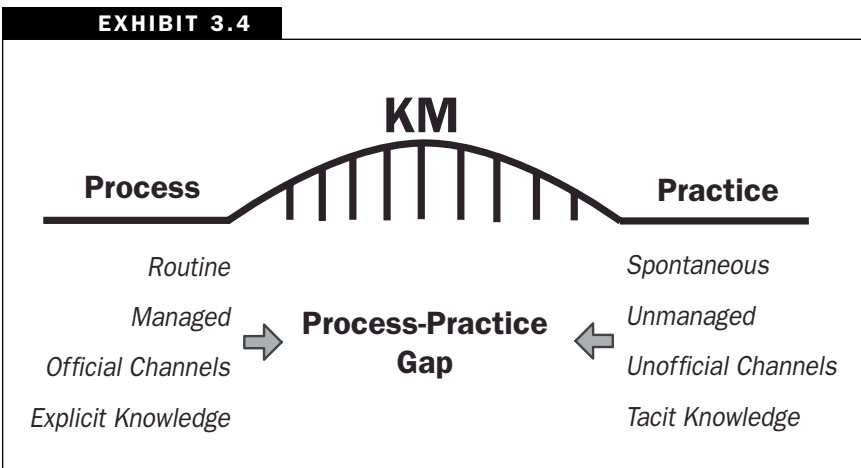 EXHIBIT 3.4
KM
Process
Practice
Routine
Managed
Official Channels
Explicit Knowledge
Process-Practice
Gap
Spontaneous
Unmanaged
Unofficial Channels
Tacit Knowledge